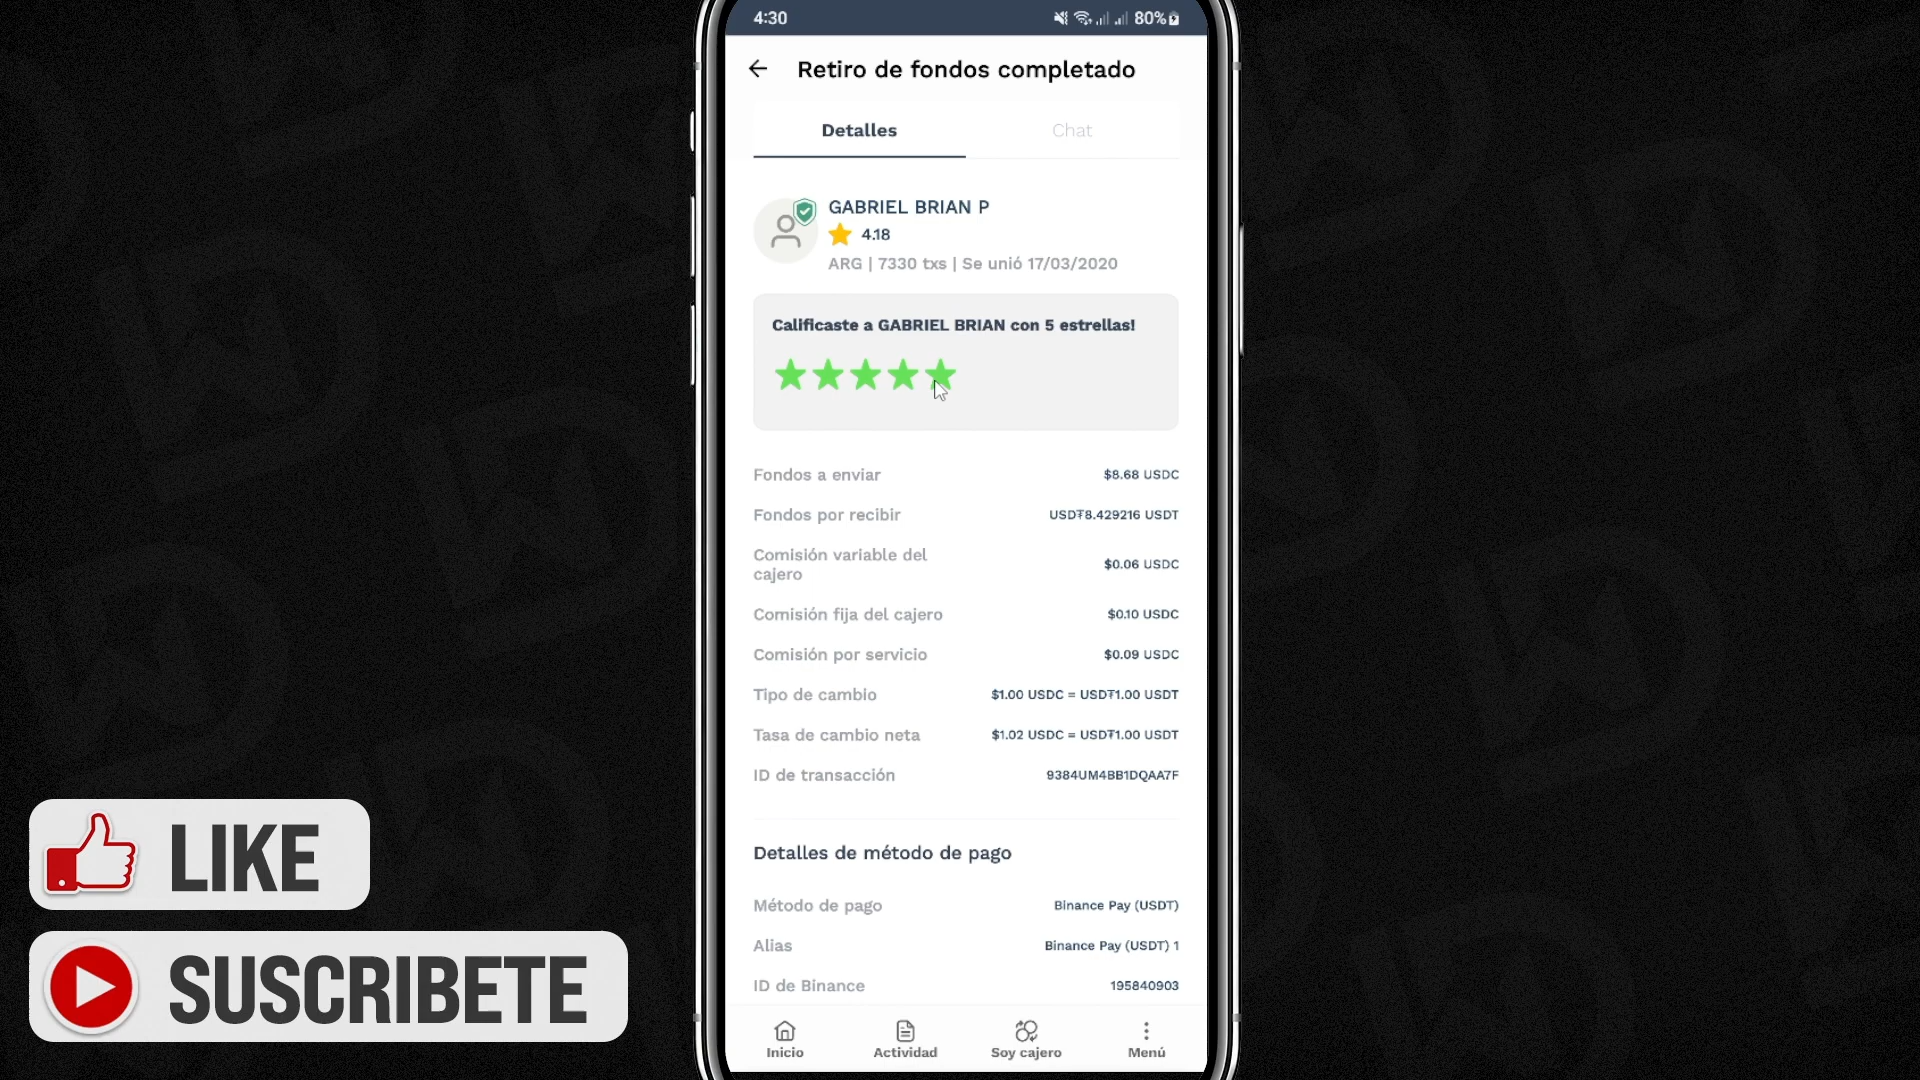 4:30
80%
Retiro de fondos completado
Detalles
Chat
GABRIEL BRIAN P
4.18
ARG | 7330 txs | Se unió 17/03/2020
Calificaste a GABRIEL BRIAN con 5 estrellas!
Fondos a enviar
$8.68 USDC
Fondos por recibir
USD₮8.429216 USDT
Comisión variable del
cajero
$0.06 USDC
Comisión fija del cajero
$0.10 USDC
Comisión por servicio
$0.09 USDC
Tipo de cambio
$1.00 USDC = USD₮1.00 USDT
Tasa de cambio neta
$1.02 USDC = USD₮1.00 USDT
ID de transacción
9384UM4BB1DQAA7F
Detalles de método de pago
Método de pago
Binance Pay (USDT)
Alias
Binance Pay (USDT) 1
ID de Binance
195840903
Inicio
Actividad
Soy cajero
Menú
LIKE
SUSCRIBETE